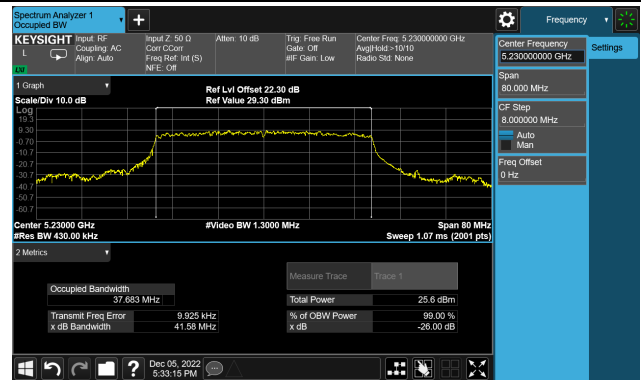 Spectrum Analyzer 1
Occupied BW
Frequency
KEYSIGHT
L
LXI
Input: RF
Coupling: AC
Align: Auto
Input Z: 50 Ω
Corr CCorr
Freq Ref: Int (S)
NFE: Off
Atten: 10 dB
Trig: Free Run
Gate: Off
#IF Gain: Low
Center Freq: 5.230000000 GHz
Avg|Hold:>10/10
Radio Std: None
Center Frequency
5.230000000 GHz
Settings
Span
80.000 MHz
CF Step
8.000000 MHz
Auto
Man
Freq Offset
0 Hz
1 Graph
Scale/Div 10.0 dB
Ref Lvl Offset 22.30 dB
Ref Value 29.30 dBm
Log
19.3
9.30
-0.70
-10.7
-20.7
-30.7
-40.7
-50.7
-60.7
Center 5.23000 GHz
#Video BW 1.3000 MHz
Span 80 MHz
#Res BW 430.00 kHz
Sweep 1.07 ms (2001 pts)
2 Metrics
Measure Trace
Trace 1
Occupied Bandwidth
37.683 MHz
Total Power
25.6 dBm
Transmit Freq Error
9.925 kHz
% of OBW Power
99.00 %
x dB Bandwidth
41.58 MHz
x dB
-26.00 dB
?
Dec 05, 2022
5:33:15 PM